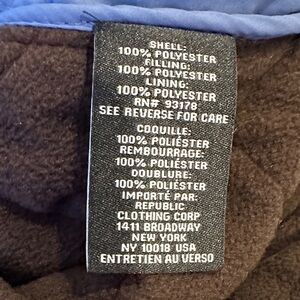 SHELL:
100% POLYESTER
FILLING:
100% POLYESTER
LINING:
100% POLYESTER
RN# 93178
SEE REVERSE FOR CARE
COQUILLE:
100% POLIÉSTER
REMBOURRAGE:
100% POLIÉSTER
DOUBLURE:
100% POLIÉSTER
IMPORTÉ PAR:
REPUBLIC
CLOTHING CORP
1411 BROADWAY
NEW YORK
NY 10018 USA
ENTRETIEN AU VERSO